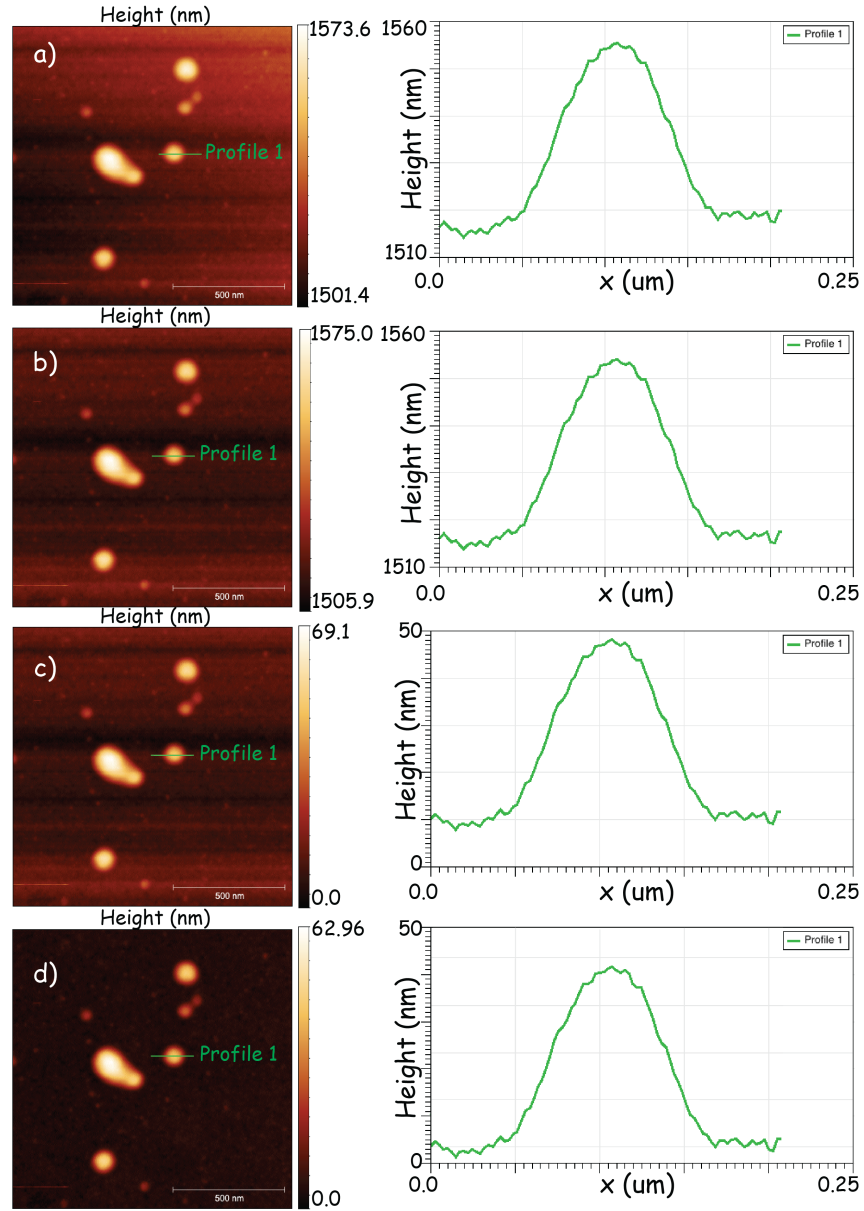 Height (nm)
a)
1573.6
Profile 1
500 nm
1501.4
1560
Height (nm)
1510
Profile 1
0.0
x (um)
0.25
Height (nm)
b)
1575.0
Profile 1
500 nm
1505.9
1560
Height (nm)
1510
Profile 1
0.0
x (um)
0.25
Height (nm)
c)
69.1
Profile 1
500 nm
0.0
50
Height (nm)
0
Profile 1
0.0
x (um)
0.25
Height (nm)
d)
62.96
Profile 1
500 nm
0.0
50
Height (nm)
0
Profile 1
0.0
x (um)
0.25